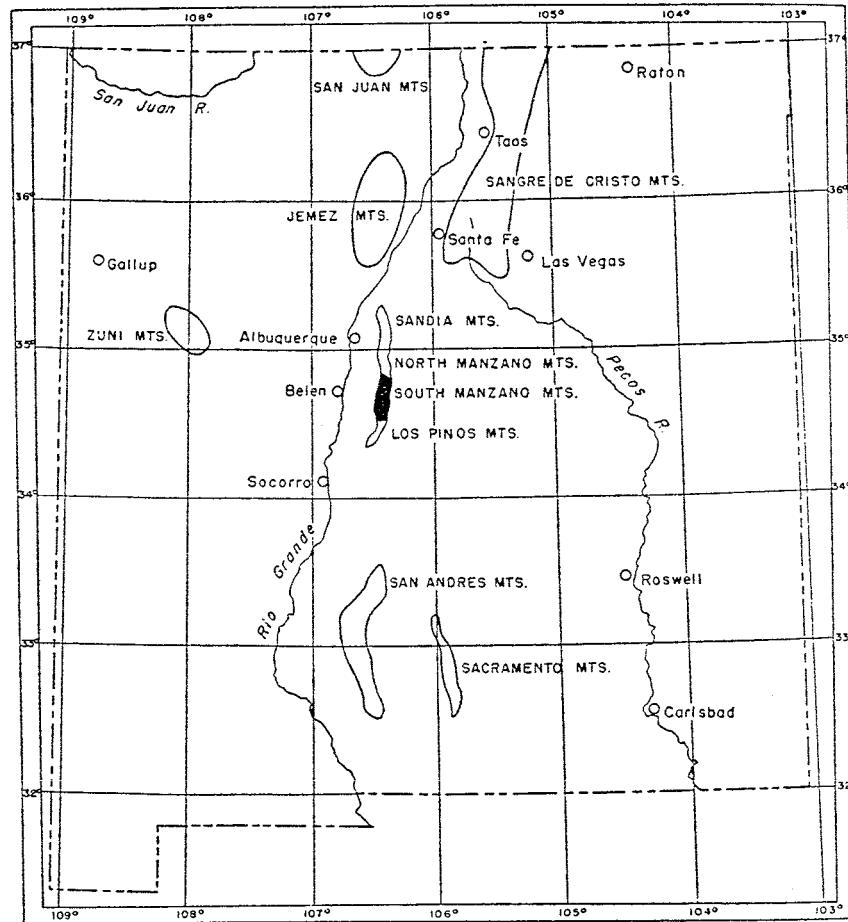 109°
108°
107°
106°
105°
104°
103°
37°
37°
San Juan R.
SAN JUAN MTS.
Raton
Taos
SANGRE DE CRISTO MTS.
36°
36°
JEMEZ MTS.
Santa Fe
Gallup
Las Vegas
ZUNI MTS.
SANDIA MTS.
Albuquerque
35°
35°
NORTH MANZANO MTS.
Pecos R.
Belen
SOUTH MANZANO MTS.
LOS PINOS MTS.
Socorro
34°
34°
Rio Grande
SAN ANDRES MTS.
Roswell
33°
33°
SACRAMENTO MTS.
Carlsbad
32°
32°
109°
108°
107°
106°
105°
104°
103°